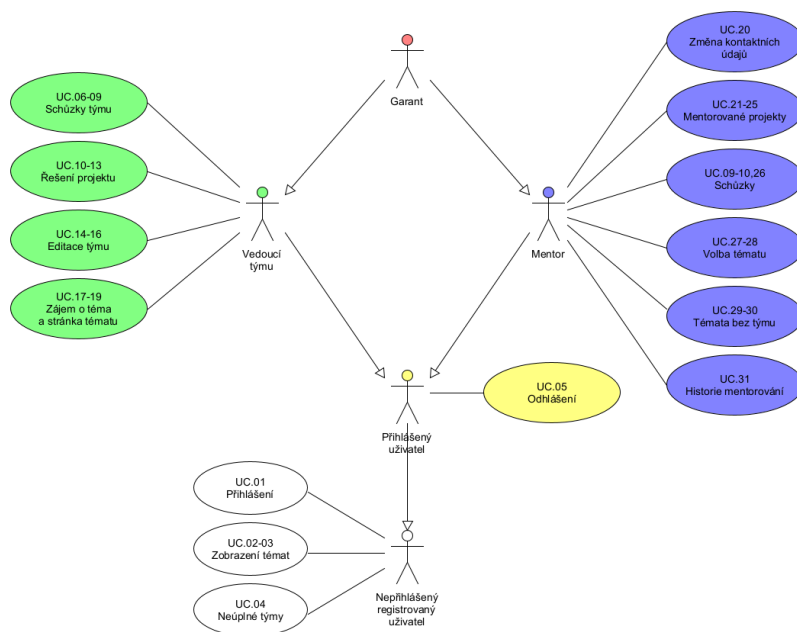 Garant
UC.06-09
Schůzky týmu
UC.10-13
Řešení projektu
UC.14-16
Editace týmu
UC.17-19
Zájem o téma
a stránka tématu
Vedoucí
týmu
Mentor
UC.20
Změna kontaktních
údajů
UC.21-25
Mentorované projekty
UC.09-10,26
Schůzky
UC.27-28
Volba tématu
UC.29-30
Témata bez týmu
UC.31
Historie mentorování
Přihlášený
uživatel
UC.05
Odhlášení
UC.01
Přihlášení
UC.02-03
Zobrazení témat
UC.04
Neúplné týmy
Nepřihlášený
registrovaný
uživatel